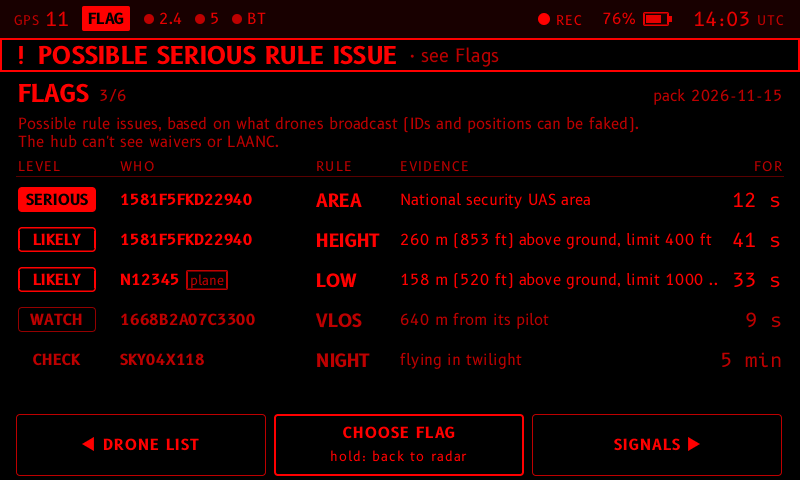 GPS 11 FLAG 2.4 5 BT REC 76% 14:03 UTC
! POSSIBLE SERIOUS RULE ISSUE · see Flags
FLAGS 3/6 pack 2026-11-15
Possible rule issues, based on what drones broadcast (IDs and positions can be faked).
The hub can't see waivers or LAANC.
LEVEL WHO RULE EVIDENCE FOR
SERIOUS 1581F5FKD22940 AREA National security UAS area 12 s
LIKELY 1581F5FKD22940 HEIGHT 260 m (853 ft) above ground, limit 400 ft 41 s
LIKELY N12345 plane LOW 158 m (520 ft) above ground, limit 1000 .. 33 s
WATCH 1668B2A07C3300 VLOS 640 m from its pilot 9 s
CHECK SKY04X118 NIGHT flying in twilight 5 min
◀ DRONE LIST
CHOOSE FLAG
hold: back to radar
SIGNALS ▶